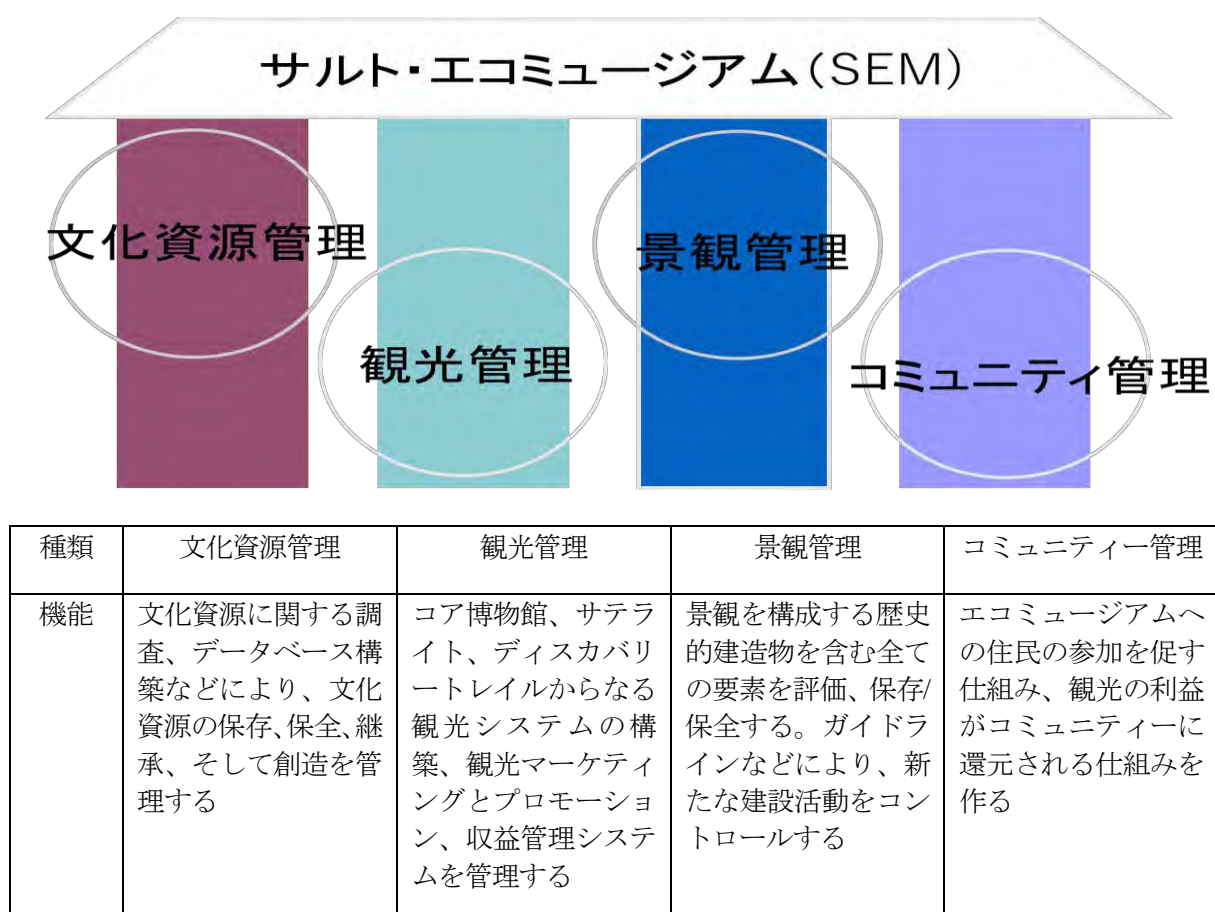 サルト・エコミュージアム(SEM)
文化資源管理
観光管理
景観管理
コミュニティ管理
種類
文化資源管理
観光管理
景観管理
コミュニティー管理
機能
文化資源に関する調
査、データベース構
築などにより、文化
資源の保存、保全、継
承、そして創造を管
理する
コア博物館、サテラ
イト、ディスカバリ
ートレイルからなる
観光システムの構
築、観光マーケティ
ングとプロモーショ
ン、収益管理システ
ムを管理する
景観を構成する歴史
的建造物を含む全て
の要素を評価、保存/
保全する。ガイドラ
インなどにより、新
たな建設活動をコン
トロールする
エコミュージアムへ
の住民の参加を促す
仕組み、観光の利益
がコミュニティーに
還元される仕組みを
作る